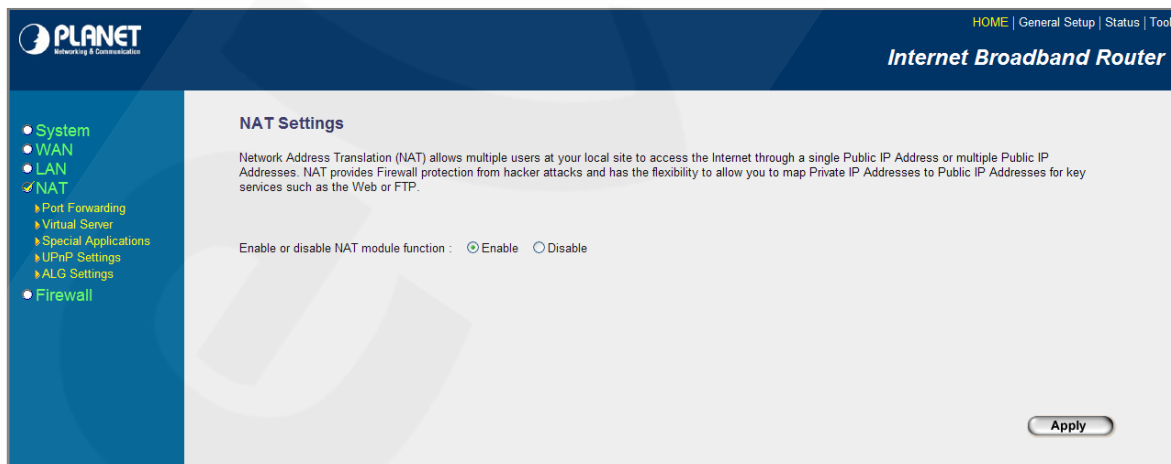 PLANET
Networking & Communication
HOME | General Setup | Status | Tool
Internet Broadband Router
System
WAN
LAN
NAT
Port Forwarding
Virtual Server
Special Applications
UPnP Settings
ALG Settings
Firewall
NAT Settings
Network Address Translation (NAT) allows multiple users at your local site to access the Internet through a single Public IP Address or multiple Public IP
Addresses. NAT provides Firewall protection from hacker attacks and has the flexibility to allow you to map Private IP Addresses to Public IP Addresses for key
services such as the Web or FTP.
Enable or disable NAT module function : Enable Disable
Apply